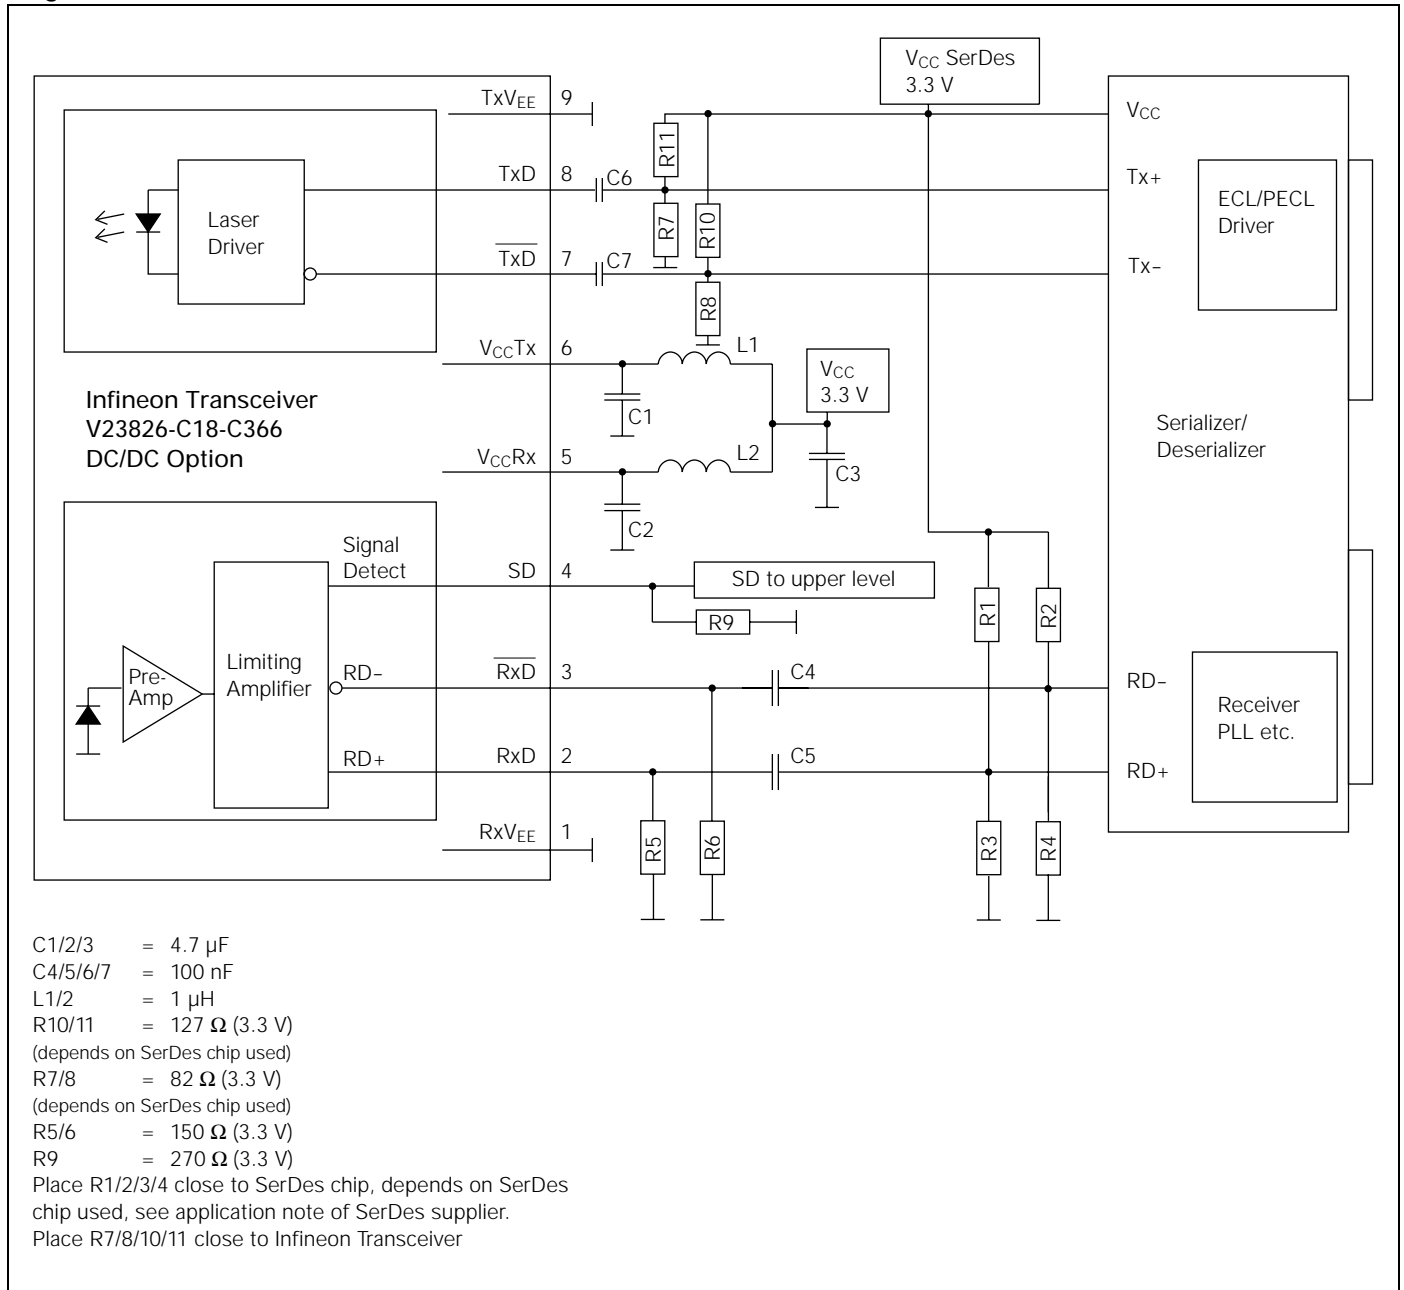 V_CC SerDes
3.3 V
TxV_EE 9
V_CC
R11
TxD 8 C6
Tx+
Laser
Driver
R7
R10
ECL/PECL
Driver
T̅x̅D̅ 7 C7
Tx–
R8
V_CCTx 6 L1
V_CC
3.3 V
C1
Infineon Transceiver
V23826-C18-C366
DC/DC Option
V_CCRx 5 L2
C3
Serializer/
Deserializer
C2
Signal
Detect
SD 4
SD to upper level
R9
R1
R2
Pre-
Amp
Limiting
Amplifier
RD–
R̅x̅D̅ 3 C4
RD–
Receiver
PLL etc.
RD+
RxD 2 C5
RD+
RxV_EE 1
R5
R6
R3
R4
C1/2/3 = 4.7 µF
C4/5/6/7 = 100 nF
L1/2 = 1 µH
R10/11 = 127 Ω (3.3 V)
(depends on SerDes chip used)
R7/8 = 82 Ω (3.3 V)
(depends on SerDes chip used)
R5/6 = 150 Ω (3.3 V)
R9 = 270 Ω (3.3 V)
Place R1/2/3/4 close to SerDes chip, depends on SerDes
chip used, see application note of SerDes supplier.
Place R7/8/10/11 close to Infineon Transceiver